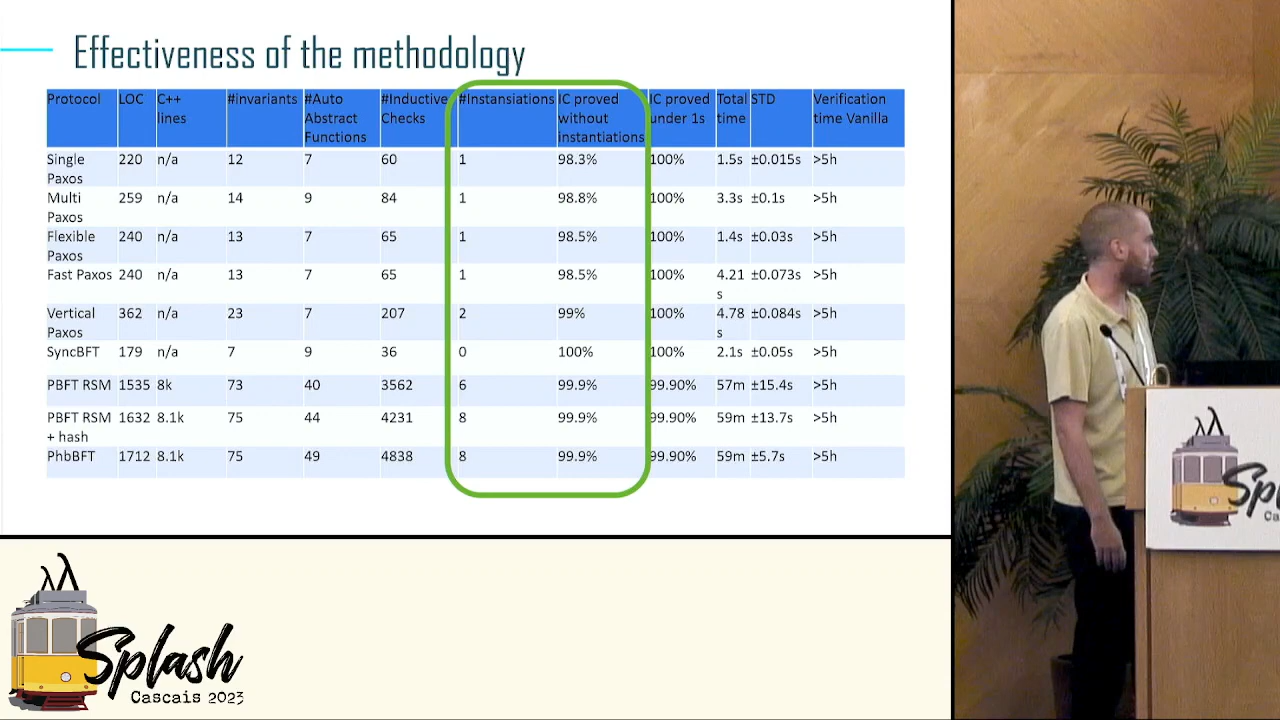 Effectiveness of the methodology
Protocol LOC C++ lines #invariants #Auto Abstract Functions #Inductive Checks #Instansiations IC proved without instantiations IC proved under 1s Total time STD Verification time Vanilla
Single Paxos 220 n/a 12 7 60 1 98.3% 100% 1.5s ±0.015s >5h
Multi Paxos 259 n/a 14 9 84 1 98.8% 100% 3.3s ±0.1s >5h
Flexible Paxos 240 n/a 13 7 65 1 98.5% 100% 1.4s ±0.03s >5h
Fast Paxos 240 n/a 13 7 65 1 98.5% 100% 4.21 s ±0.073s >5h
Vertical Paxos 362 n/a 23 7 207 2 99% 100% 4.78 s ±0.084s >5h
SyncBFT 179 n/a 7 9 36 0 100% 100% 2.1s ±0.05s >5h
PBFT RSM 1535 8k 73 40 3562 6 99.9% 99.90% 57m ±15.4s >5h
PBFT RSM + hash 1632 8.1k 75 44 4231 8 99.9% 99.90% 59m ±13.7s >5h
PhbBFT 1712 8.1k 75 49 4838 8 99.9% 99.90% 59m ±5.7s >5h
Splash
Cascais 2023